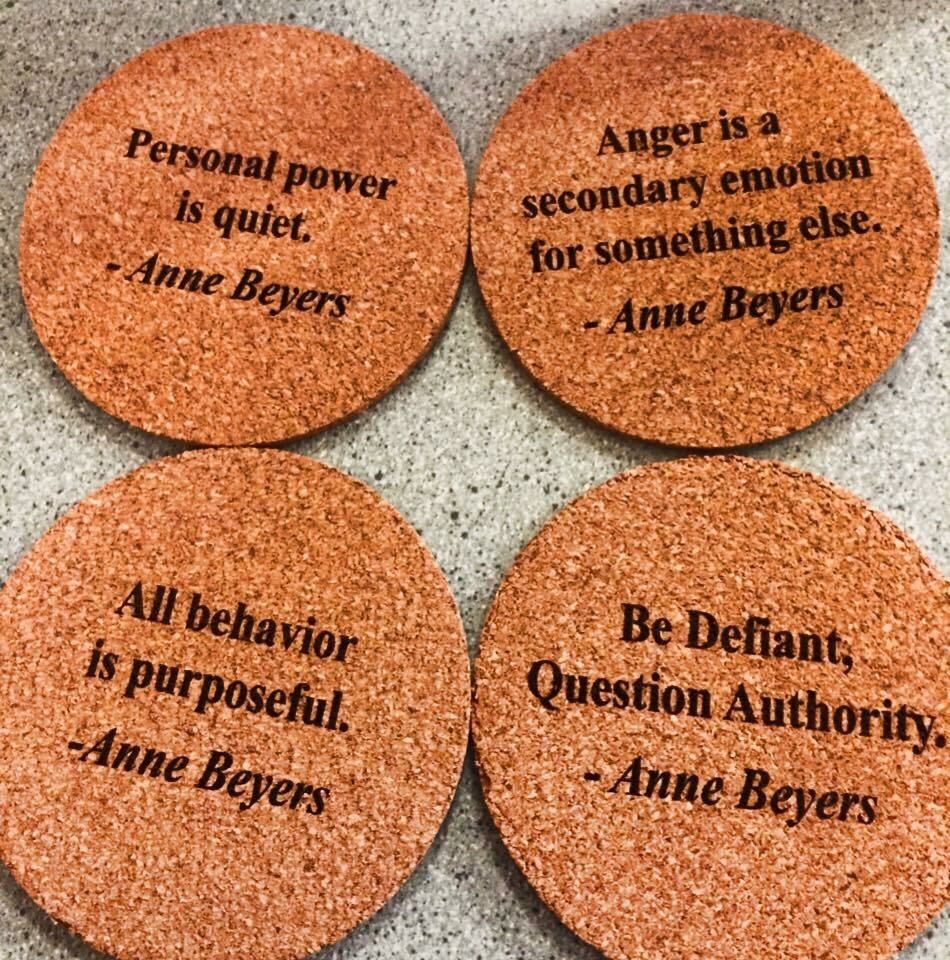 Personal power
is quiet.
- Anne Beyers
Anger is a
secondary emotion
for something else.
- Anne Beyers
All behavior
is purposeful.
-Anne Beyers
Be Defiant,
Question Authority.
- Anne Beyers